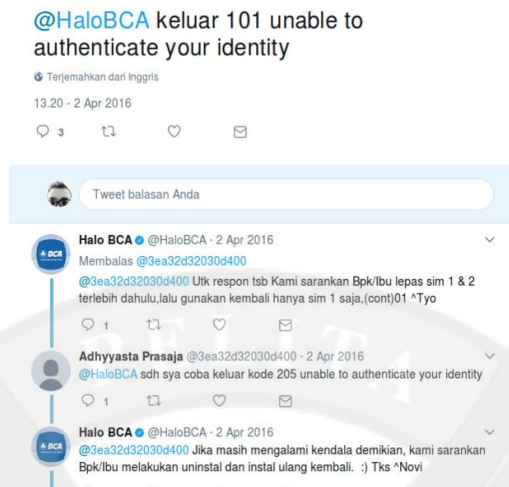 @HaloBCA keluar 101 unable to
authenticate your identity
Terjemahkan dari Inggris
13.20 - 2 Apr 2016
3
Tweet balasan Anda
Halo BCA @HaloBCA · 2 Apr 2016
BCA
Membalas @3ea32d32030d400
@3ea32d32030d400 Utk respon tsb Kami sarankan Bpk/Ibu lepas sim 1 & 2
terlebih dahulu,lalu gunakan kembali hanya sim 1 saja,(cont)01 ^Tyo
1
Adhyyasta Prasaja @3ea32d32030d400 · 2 Apr 2016
@HaloBCA sdh sya coba keluar kode 205 unable to authenticate your identity
1
Halo BCA @HaloBCA · 2 Apr 2016
BCA
@3ea32d32030d400 Jika masih mengalami kendala demikian, kami sarankan
Bpk/Ibu melakukan uninstal dan instal ulang kembali. :) Tks ^Novi
PELITA